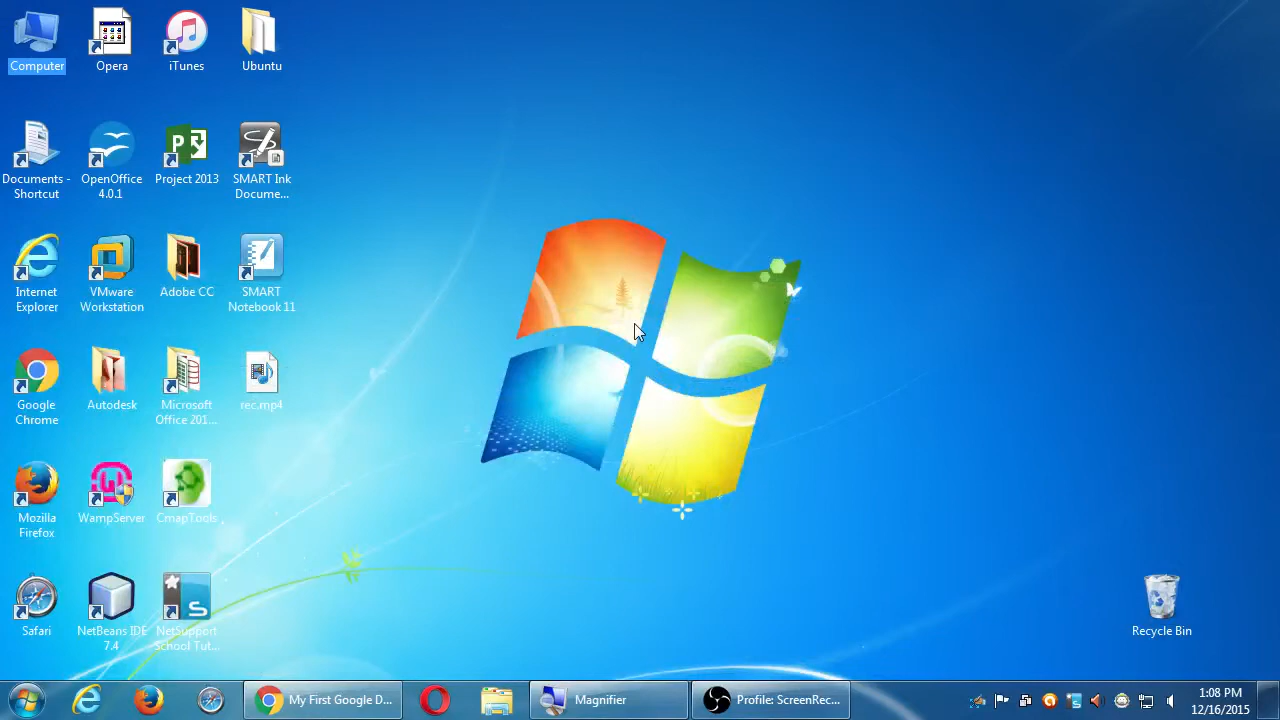 Computer
Opera
iTunes
Ubuntu
Documents -
Shortcut
OpenOffice
4.0.1
Project 2013
SMART Ink
Docume...
Internet
Explorer
VMware
Workstation
Adobe CC
SMART
Notebook 11
Google
Chrome
Autodesk
Microsoft
Office 201...
rec.mp4
Mozilla
Firefox
WampServer
CmapTools
Safari
NetBeans IDE
7.4
NetSupport
School Tut...
Recycle Bin
My First Google D...
Magnifier
Profile: ScreenRec...
1:08 PM
12/16/2015